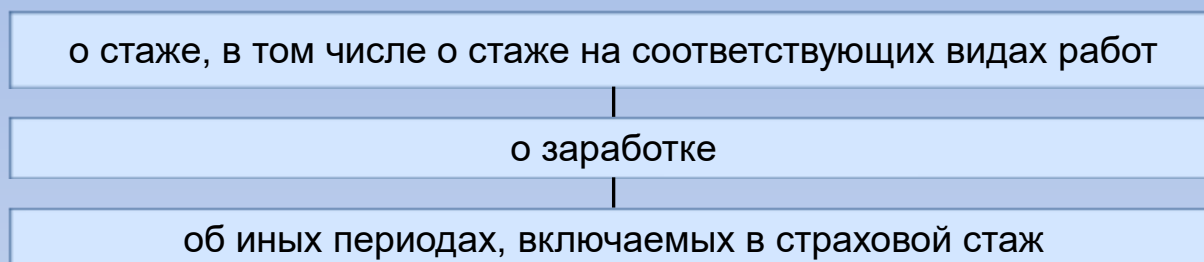 о стаже, в том числе о стаже на соответствующих видах работ
о заработке
об иных периодах, включаемых в страховой стаж